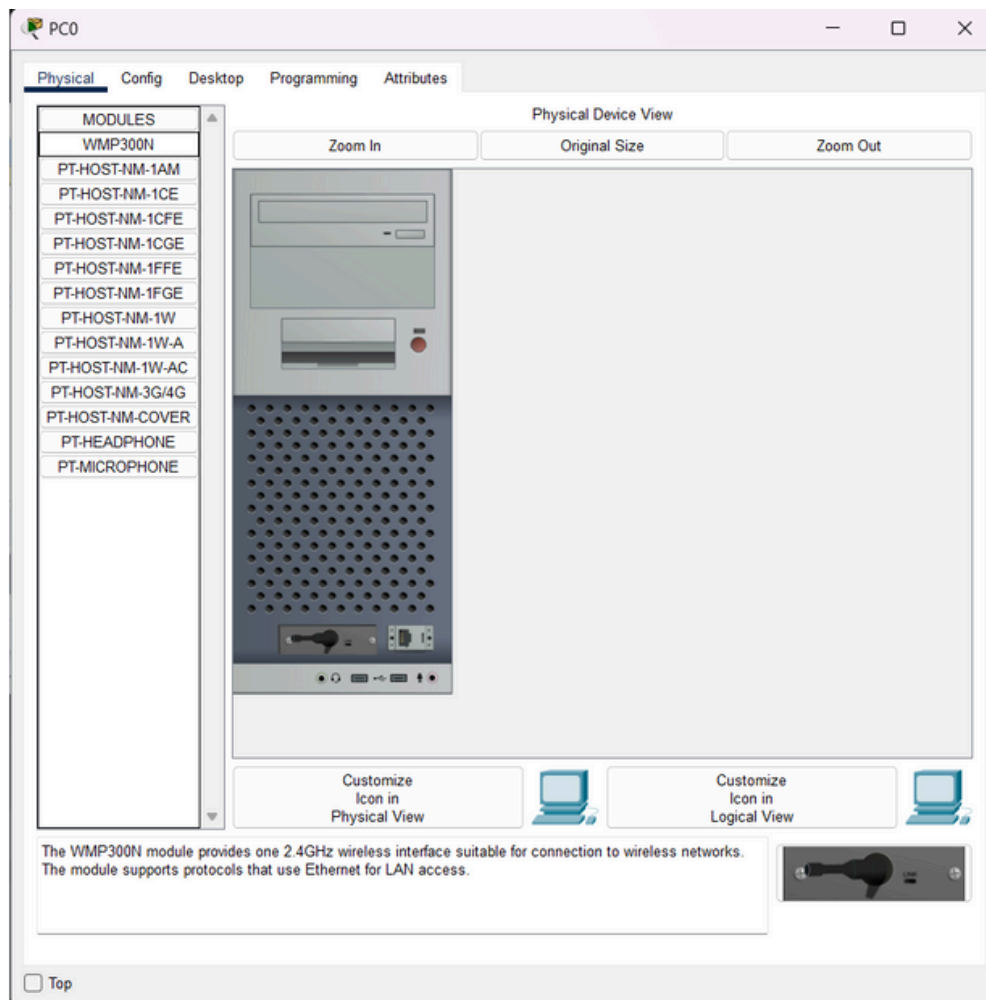 PC0
Physical Config Desktop Programming Attributes
MODULES
WMP300N
PT-HOST-NM-1AM
PT-HOST-NM-1CE
PT-HOST-NM-1CFE
PT-HOST-NM-1CGE
PT-HOST-NM-1FFE
PT-HOST-NM-1FGE
PT-HOST-NM-1W
PT-HOST-NM-1W-A
PT-HOST-NM-1W-AC
PT-HOST-NM-3G/4G
PT-HOST-NM-COVER
PT-HEADPHONE
PT-MICROPHONE
Physical Device View
Zoom In Original Size Zoom Out
Customize
Icon in
Physical View
Customize
Icon in
Logical View
The WMP300N module provides one 2.4GHz wireless interface suitable for connection to wireless networks.
The module supports protocols that use Ethernet for LAN access.
Top